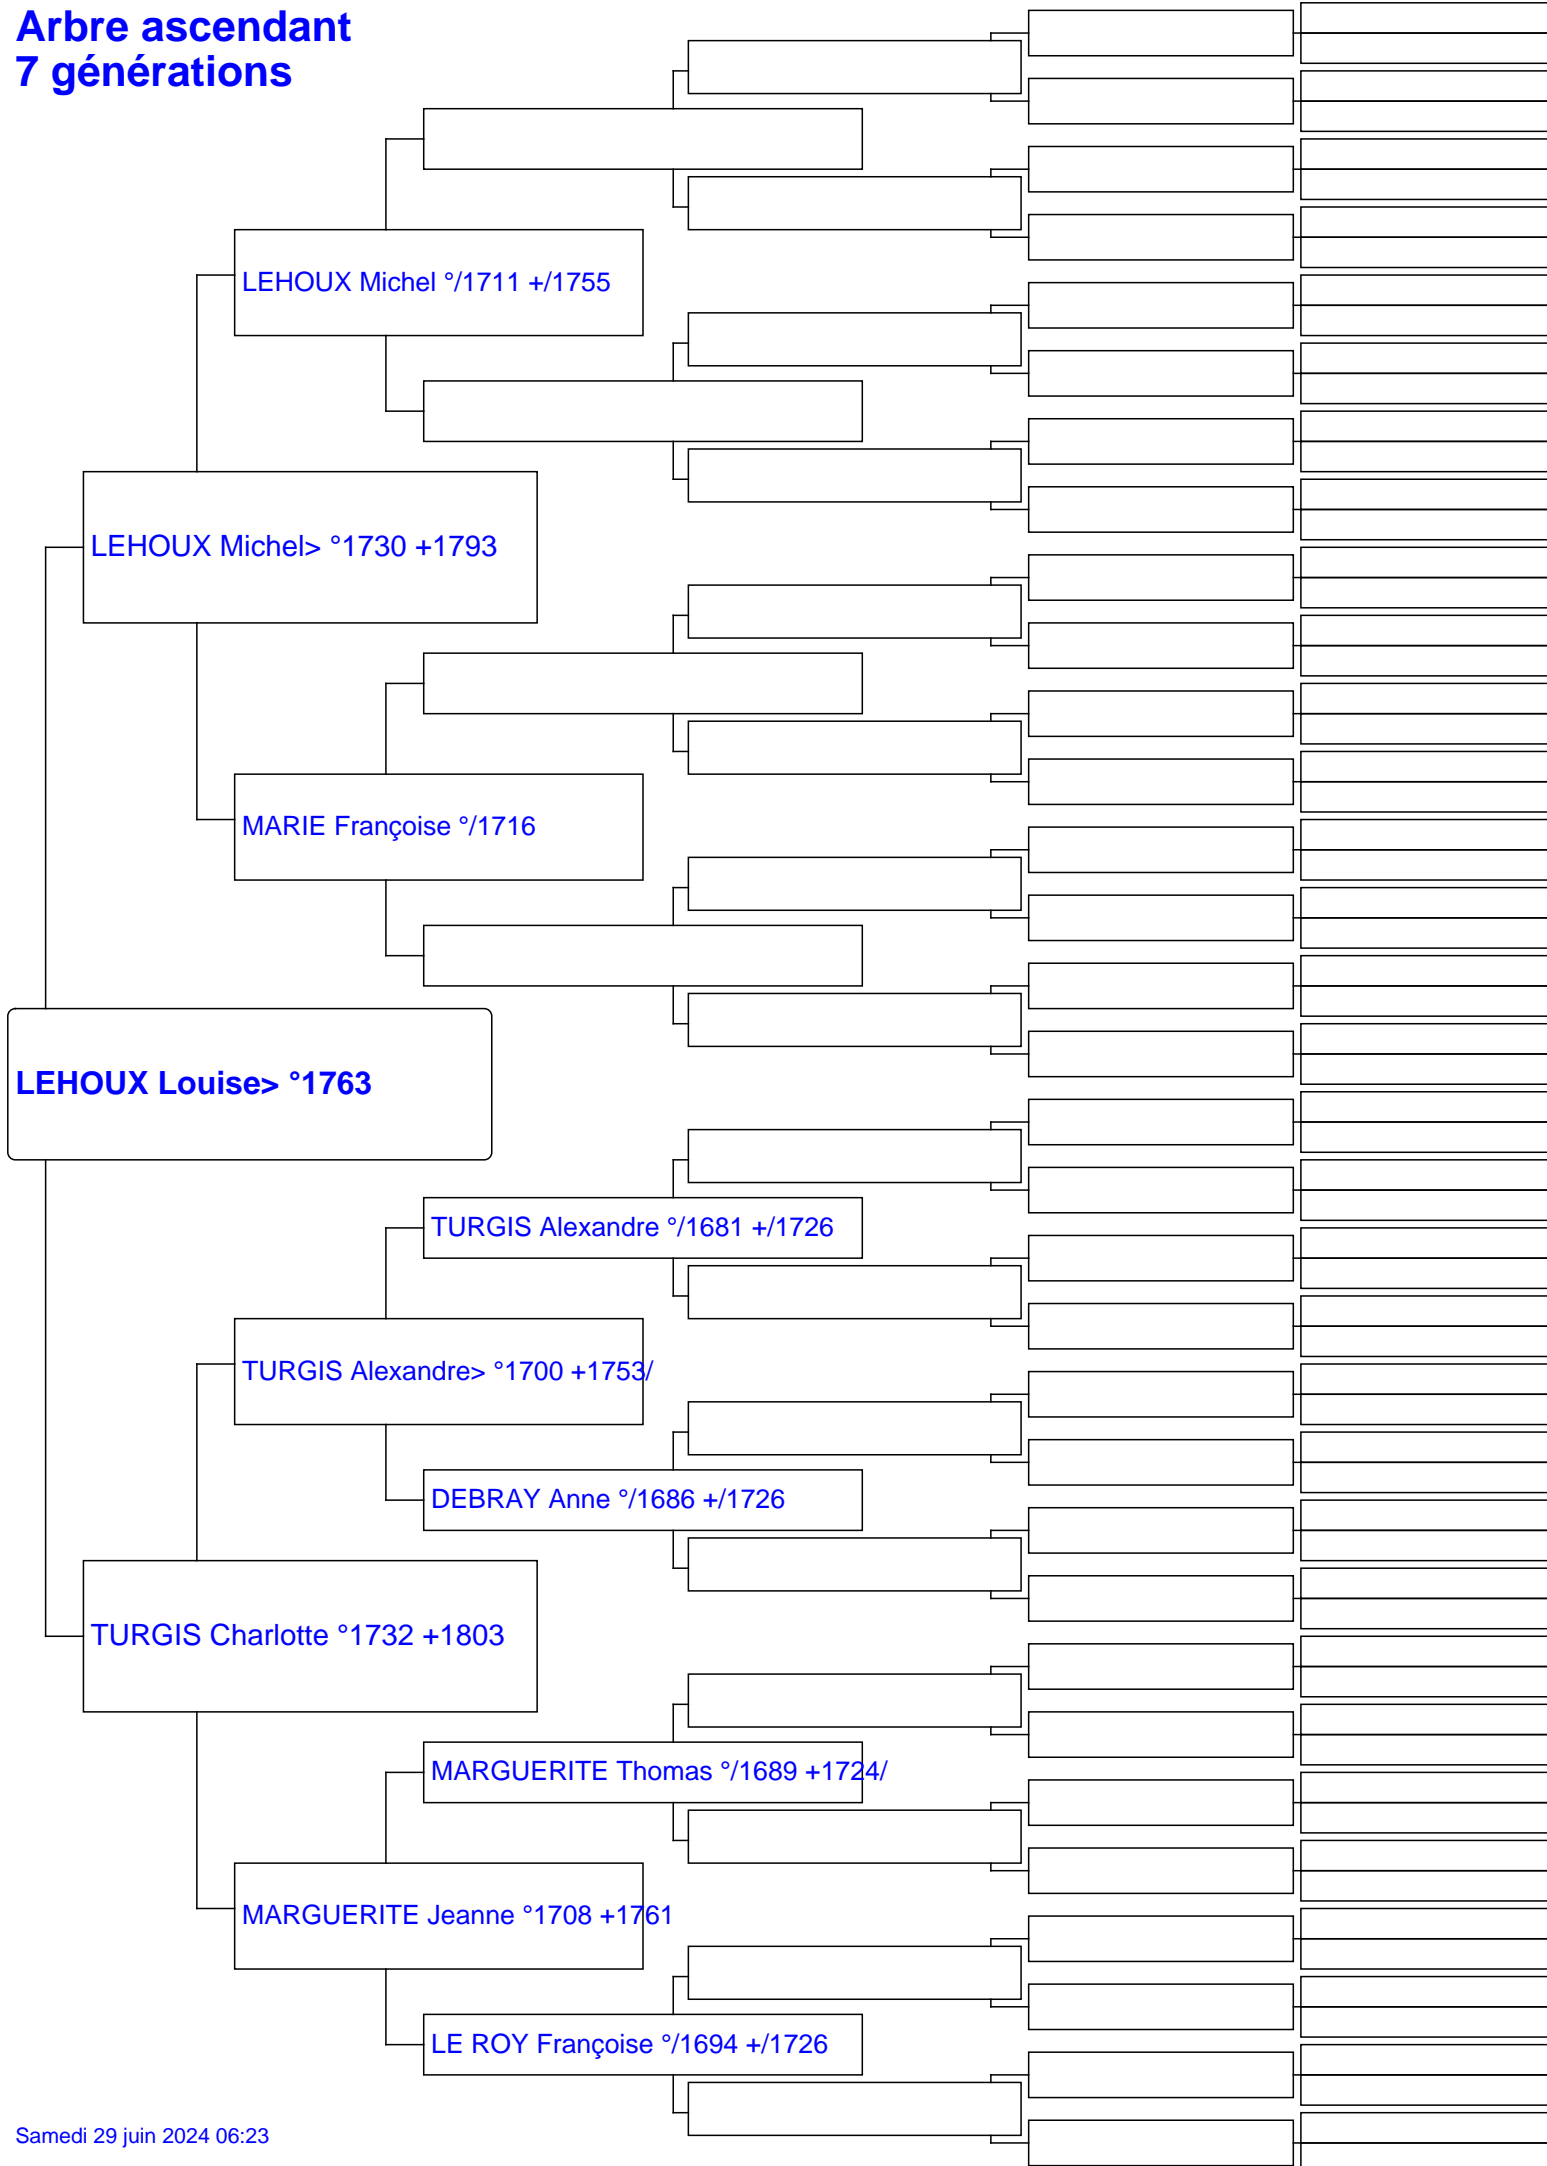 Arbre ascendant
7 générations
LEHOUX Michel °/1711 +/1755
LEHOUX Michel> °1730 +1793
MARIE Françoise °/1716
LEHOUX Louise> °1763
TURGIS Alexandre °/1681 +/1726
TURGIS Alexandre> °1700 +1753/
DEBRAY Anne °/1686 +/1726
TURGIS Charlotte °1732 +1803
MARGUERITE Thomas °/1689 +1724/
MARGUERITE Jeanne °1708 +1761
LE ROY Françoise °/1694 +/1726
Samedi 29 juin 2024 06:23